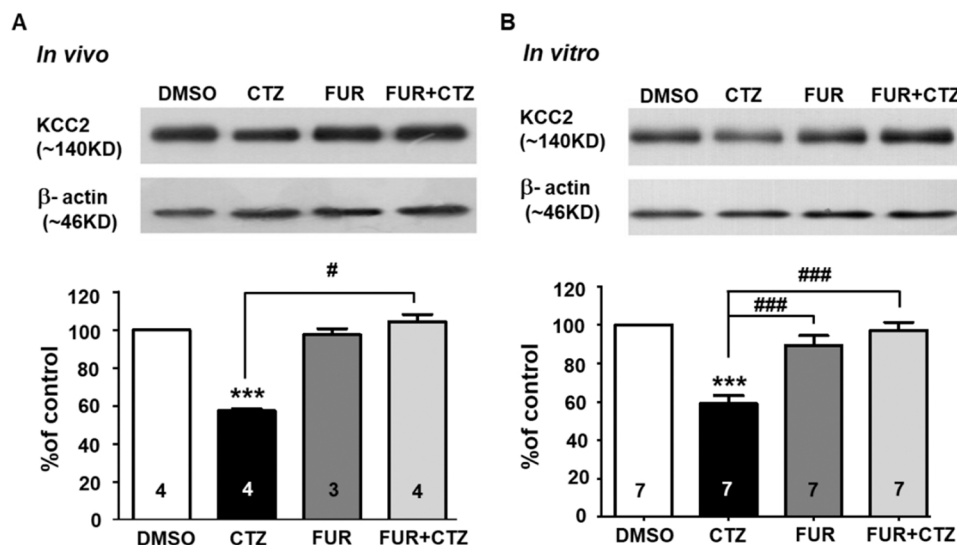 A
In vivo
DMSO CTZ FUR FUR+CTZ
KCC2
(~140KD)
β- actin
(~46KD)
#
120
100
80
60
40
20
0
%of control
***
4 4 3 4
DMSO CTZ FUR FUR+CTZ
B
In vitro
DMSO CTZ FUR FUR+CTZ
KCC2
(~140KD)
β- actin
(~46KD)
###
###
120
100
80
60
40
20
0
%of control
***
7 7 7 7
DMSO CTZ FUR FUR+CTZ